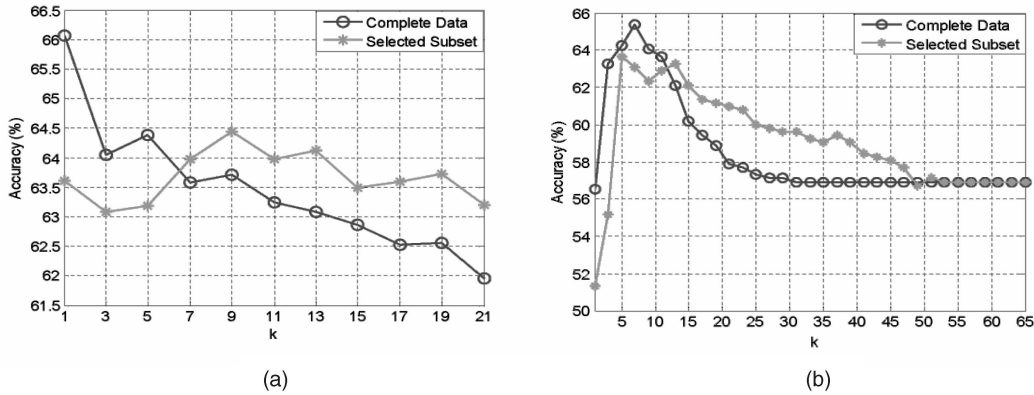 66.5
66
65.5
65
64.5
64
63.5
63
62.5
62
61.5
Accuracy (%)
1 3 5 7 9 11 13 15 17 19 21
k
Complete Data
Selected Subset
(a)
66
64
62
60
58
56
54
52
50
Accuracy (%)
5 10 15 20 25 30 35 40 45 50 55 60 65
k
Complete Data
Selected Subset
(b)